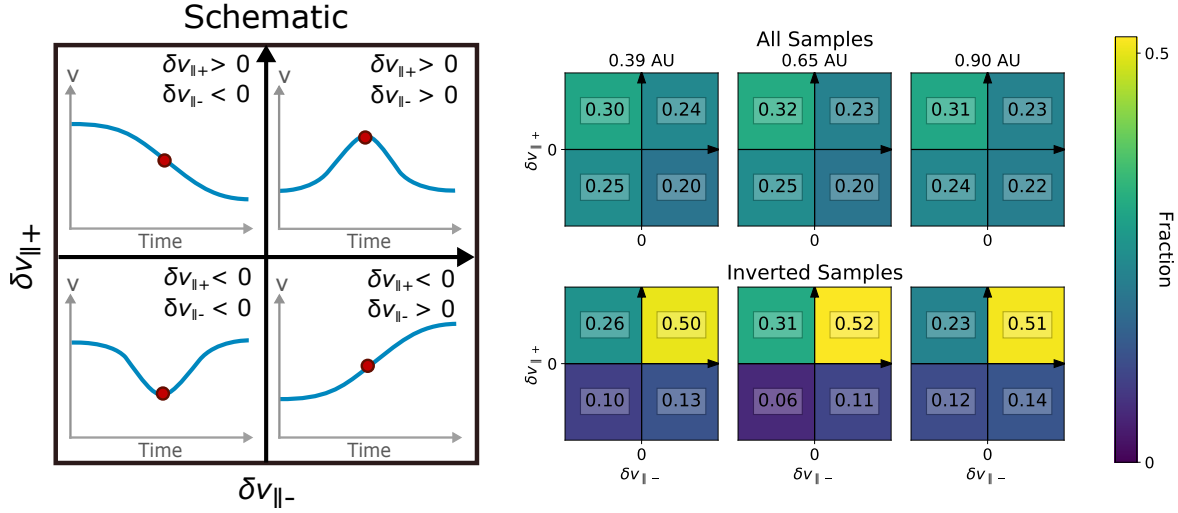 Schematic
δv∥+ > 0
δv∥- < 0
v
Time
δv∥+ > 0
δv∥- > 0
v
Time
δv∥+ < 0
δv∥- < 0
v
Time
δv∥+ < 0
δv∥- > 0
v
Time
δv∥+
δv∥-
All Samples
0.39 AU
0.65 AU
0.90 AU
0.30 0.24
0.25 0.20
0.32 0.23
0.25 0.20
0.31 0.23
0.24 0.22
δv∥+
0
0
0
0
Inverted Samples
0.26 0.50
0.10 0.13
0.31 0.52
0.06 0.11
0.23 0.51
0.12 0.14
δv∥+
0
0
0
0
δv∥-
δv∥-
δv∥-
0.5
0
Fraction